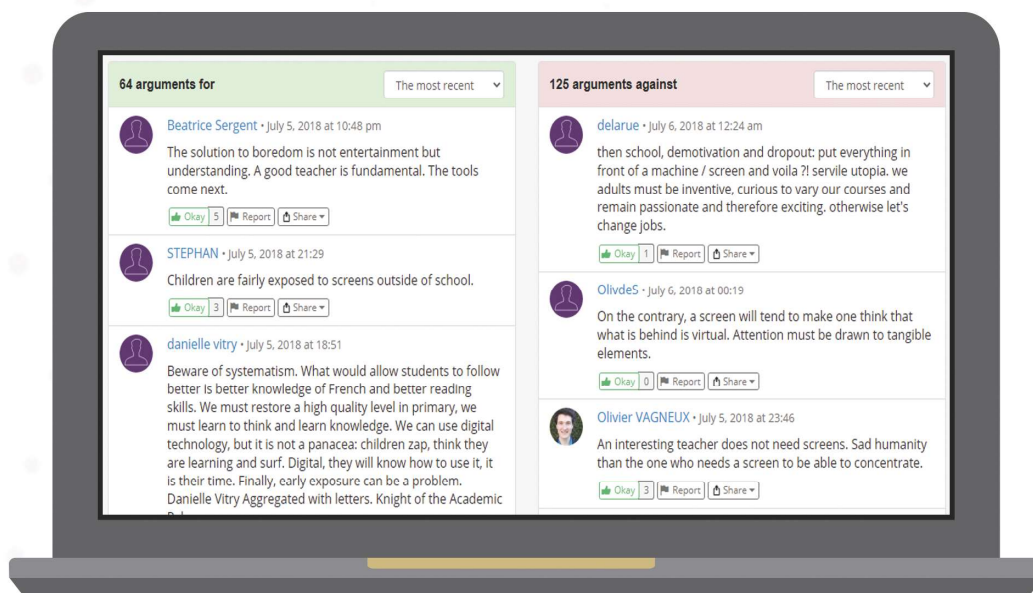 64 arguments for
The most recent
Beatrice Sergent • July 5, 2018 at 10:48 pm
The solution to boredom is not entertainment but
understanding. A good teacher is fundamental. The tools
come next.
Okay 5 Report Share
STEPHAN • July 5, 2018 at 21:29
Children are fairly exposed to screens outside of school.
Okay 3 Report Share
danielle vitry • July 5, 2018 at 18:51
Beware of systematism. What would allow students to follow
better is better knowledge of French and better reading
skills. We must restore a high quality level in primary, we
must learn to think and learn knowledge. We can use digital
technology, but it is not a panacea: children zap, think they
are learning and surf. Digital, they will know how to use it, it
is their time. Finally, early exposure can be a problem.
Danielle Vitry Aggregated with letters. Knight of the Academic
125 arguments against
The most recent
delarue • July 6, 2018 at 12:24 am
then school, demotivation and dropout: put everything in
front of a machine / screen and voila ?! servile utopia. we
adults must be inventive, curious to vary our courses and
remain passionate and therefore exciting. otherwise let's
change jobs.
Okay 1 Report Share
OlivdeS • July 6, 2018 at 00:19
On the contrary, a screen will tend to make one think that
what is behind is virtual. Attention must be drawn to tangible
elements.
Okay 0 Report Share
Olivier VAGNEUX • July 5, 2018 at 23:46
An interesting teacher does not need screens. Sad humanity
than the one who needs a screen to be able to concentrate.
Okay 3 Report Share